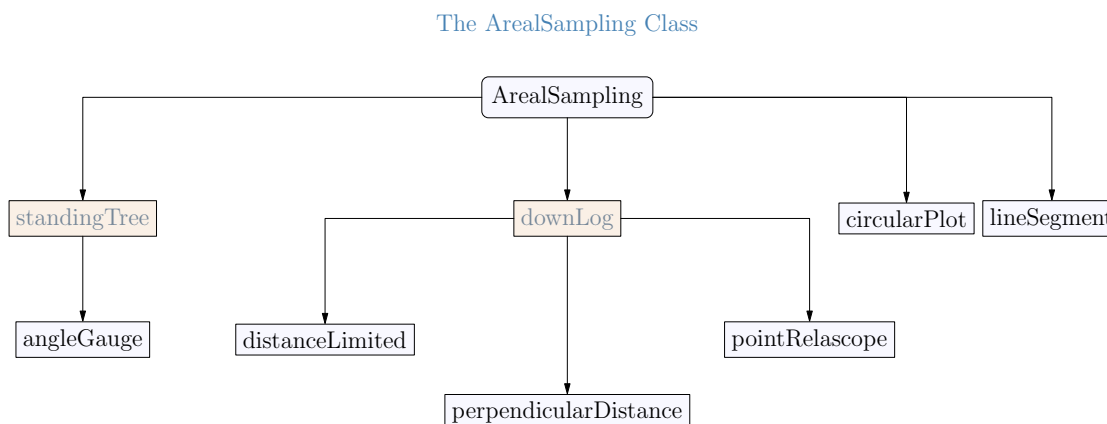 The ArealSampling Class
ArealSampling
standingTree
downLog
circularPlot
lineSegment
angleGauge
distanceLimited
pointRelascope
perpendicularDistance